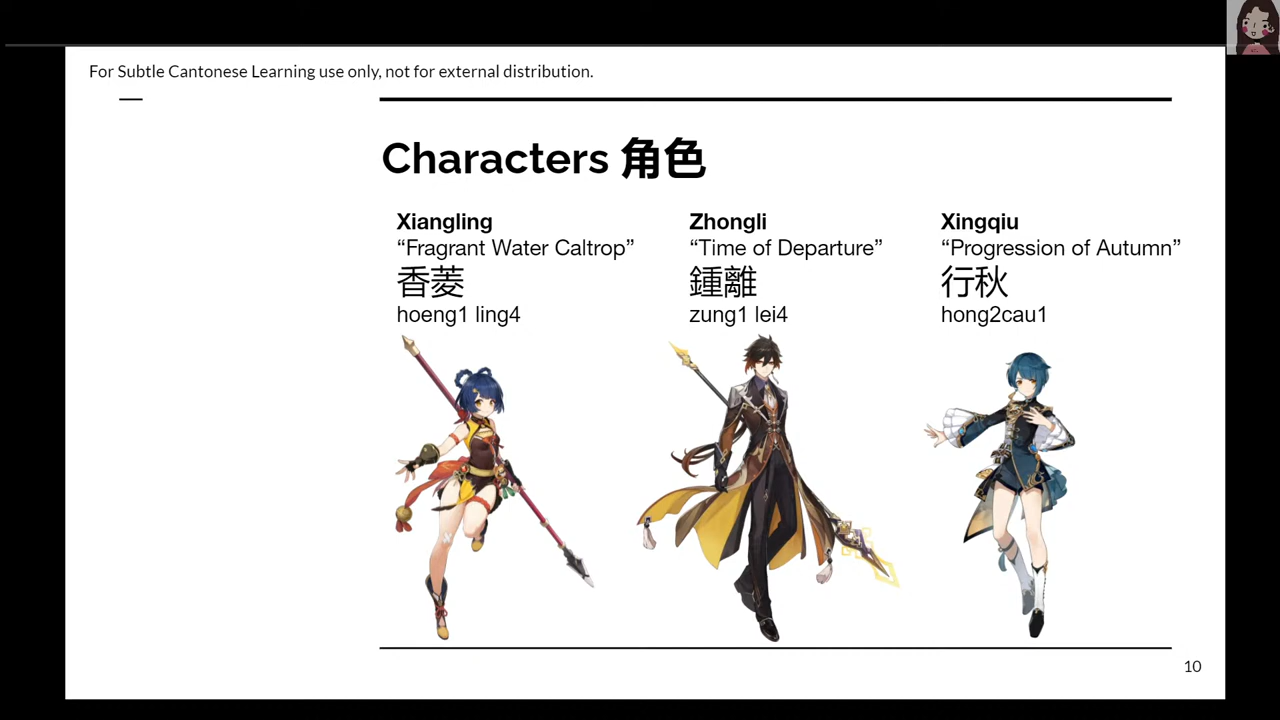 For Subtle Cantonese Learning use only, not for external distribution.
Characters 角色
Xiangling
“Fragrant Water Caltrop”
香菱
hoeng1 ling4
Zhongli
“Time of Departure”
鍾離
zung1 lei4
Xingqiu
“Progression of Autumn”
行秋
hong2cau1
10